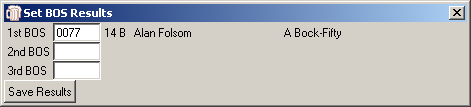 Set BOS Results
1st BOS 0077 14 B Alan Folsom A Bock-Fifty
2nd BOS
3rd BOS
Save Results